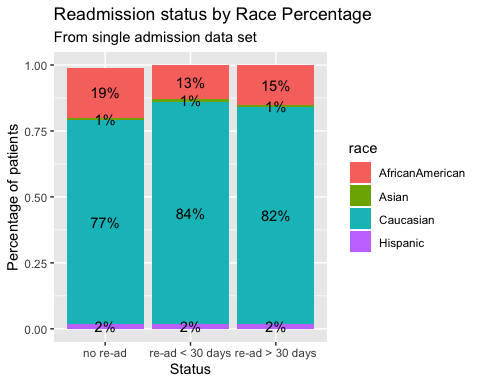 Readmission status by Race Percentage
From single admission data set
Percentage of patients
1.00
0.75
0.50
0.25
0.00
19%
13%
15%
1%
1%
1%
77%
84%
82%
2%
2%
2%
no re-ad
re-ad < 30 days
re-ad > 30 days
Status
race
AfricanAmerican
Asian
Caucasian
Hispanic